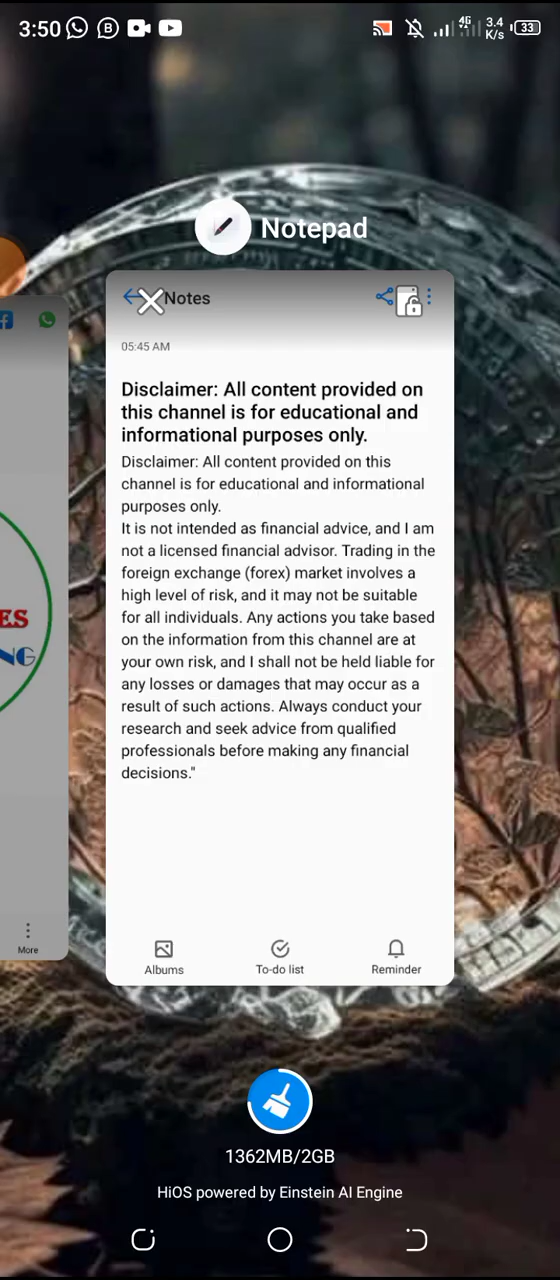 3:50
4G
3.4
K/s
33
Notepad
Notes
05:45 AM
Disclaimer: All content provided on
this channel is for educational and
informational purposes only.
Disclaimer: All content provided on this
channel is for educational and informational
purposes only.
It is not intended as financial advice, and I am
not a licensed financial advisor. Trading in the
foreign exchange (forex) market involves a
high level of risk, and it may not be suitable
for all individuals. Any actions you take based
on the information from this channel are at
your own risk, and I shall not be held liable for
any losses or damages that may occur as a
result of such actions. Always conduct your
research and seek advice from qualified
professionals before making any financial
decisions."
ES
NG
More
Albums
To-do list
Reminder
1362MB/2GB
HiOS powered by Einstein AI Engine